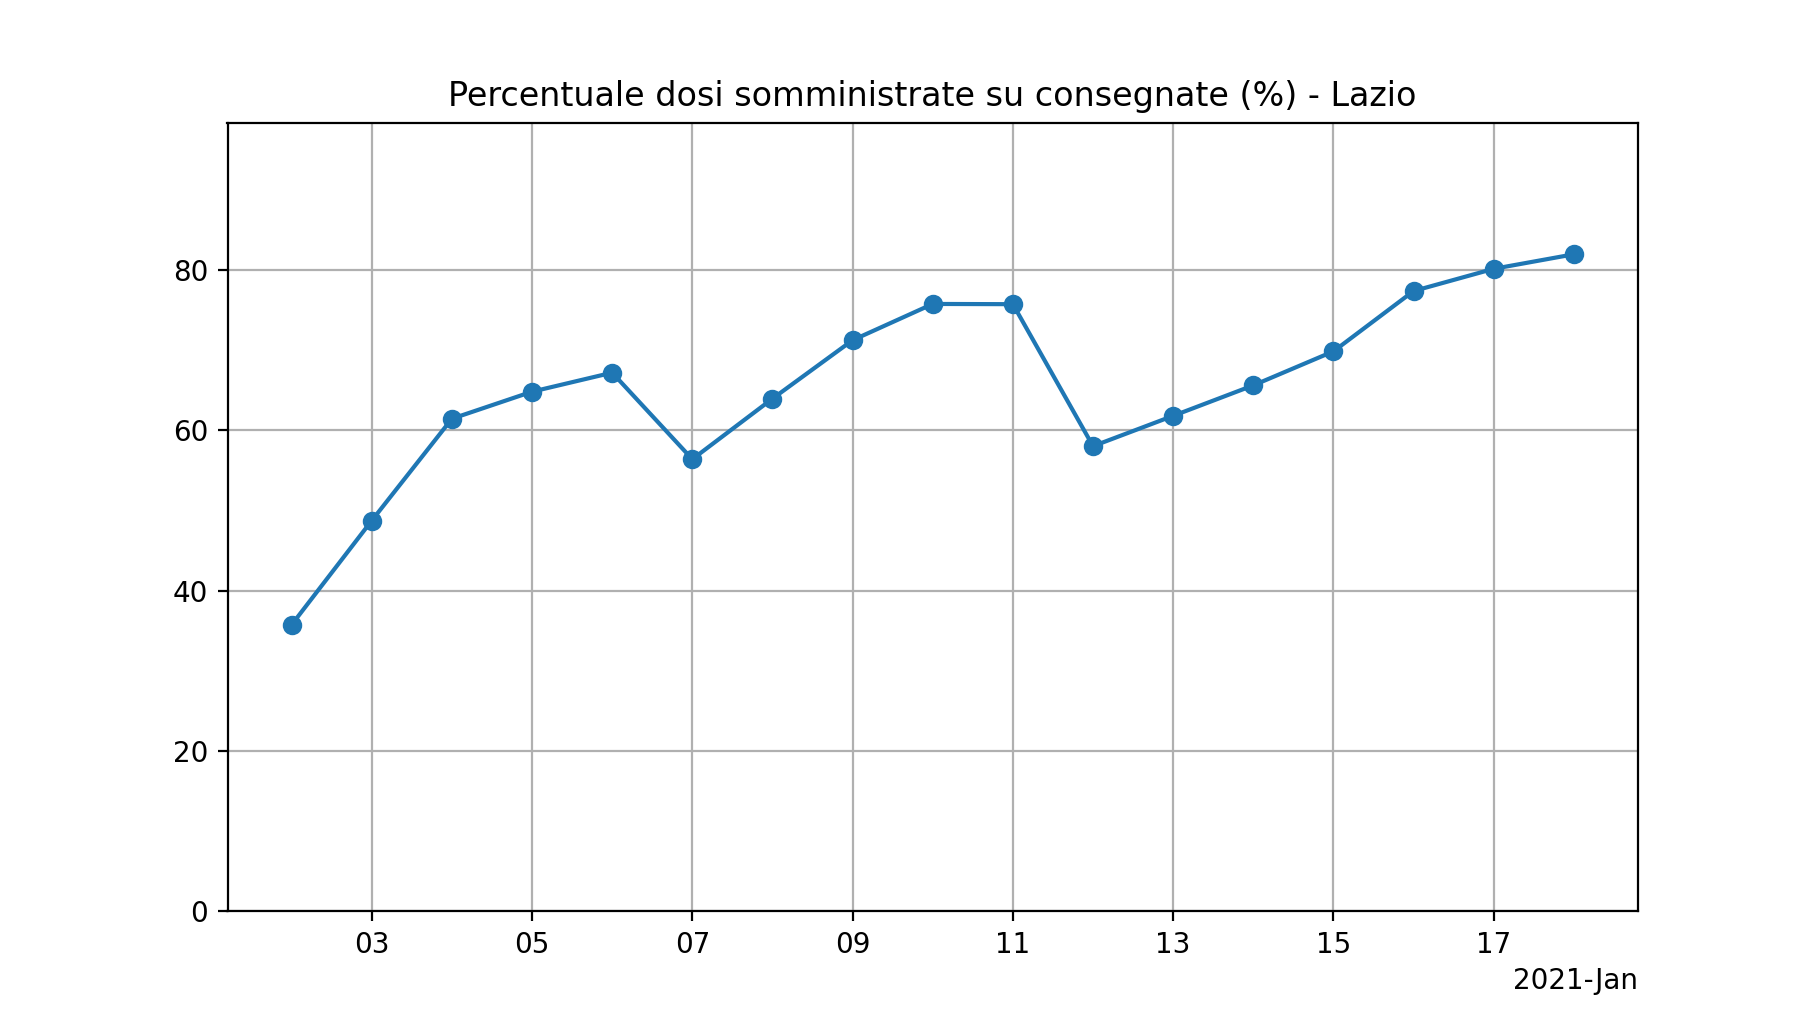 Percentuale dosi somministrate su consegnate (%) - Lazio
80
60
40
20
0
03 05 07 09 11 13 15 17
2021-Jan